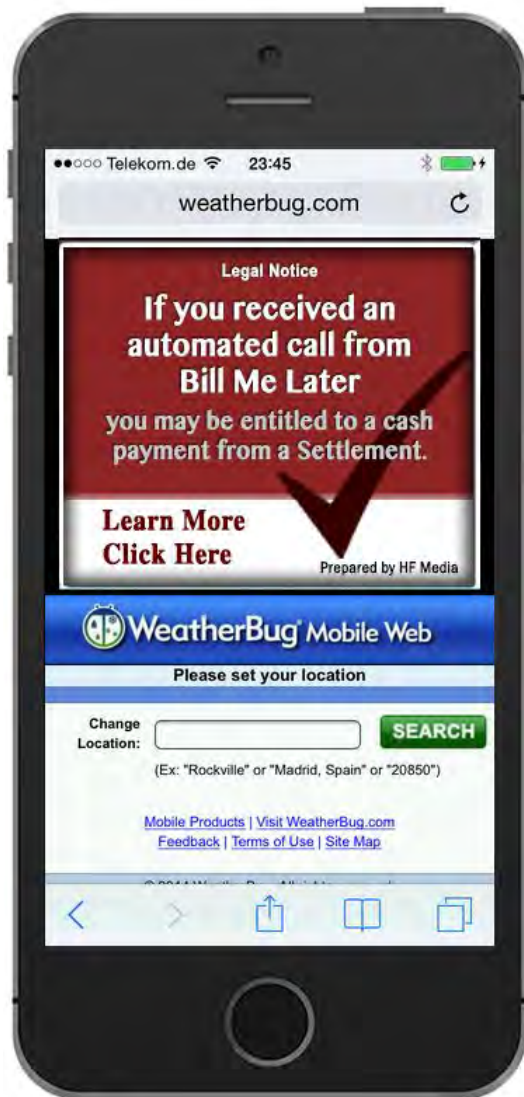 Telekom.de 23:45
weatherbug.com
Legal Notice
If you received an
automated call from
Bill Me Later
you may be entitled to a cash
payment from a Settlement.
Learn More
Click Here
Prepared by HF Media
WeatherBug® Mobile Web
Please set your location
Change
Location:
SEARCH
(Ex: "Rockville" or "Madrid, Spain" or "20850")
Mobile Products | Visit WeatherBug.com
Feedback | Terms of Use | Site Map